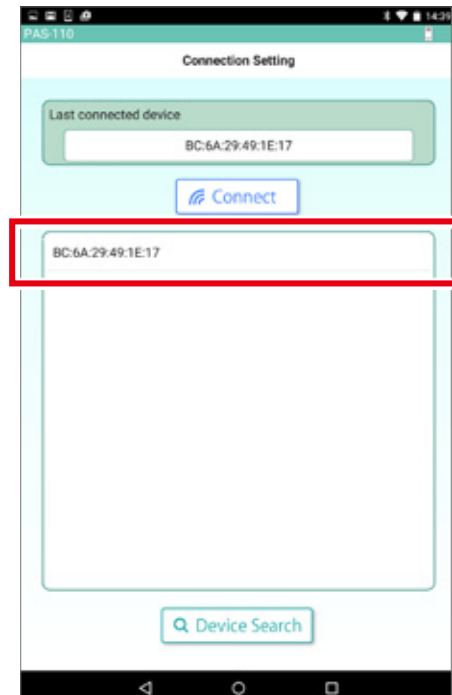 14:39
PAS-110
Connection Setting
Last connected device
BC:6A:29:49:1E:17
Connect
BC:6A:29:49:1E:17
Device Search